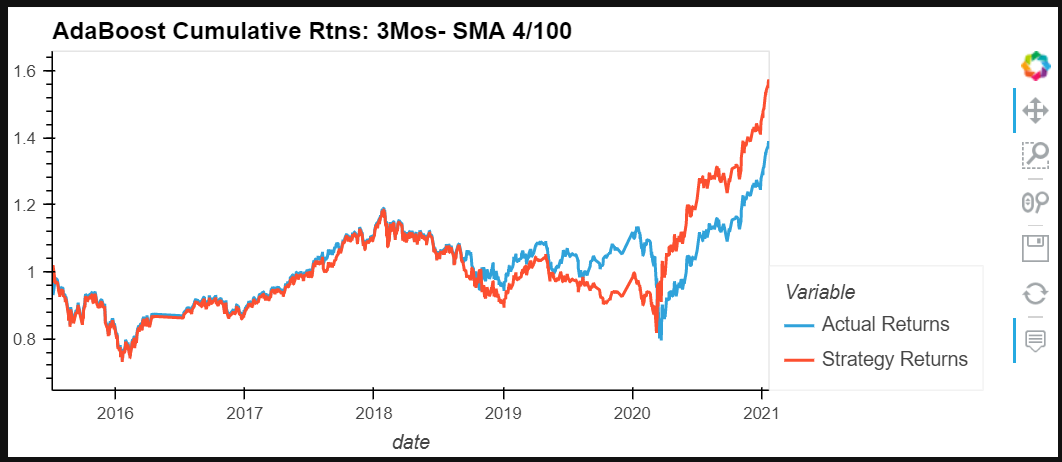 AdaBoost Cumulative Rtns: 3Mos- SMA 4/100
1.6
1.4
1.2
1
0.8
2016 2017 2018 2019 2020 2021
date
Variable
Actual Returns
Strategy Returns